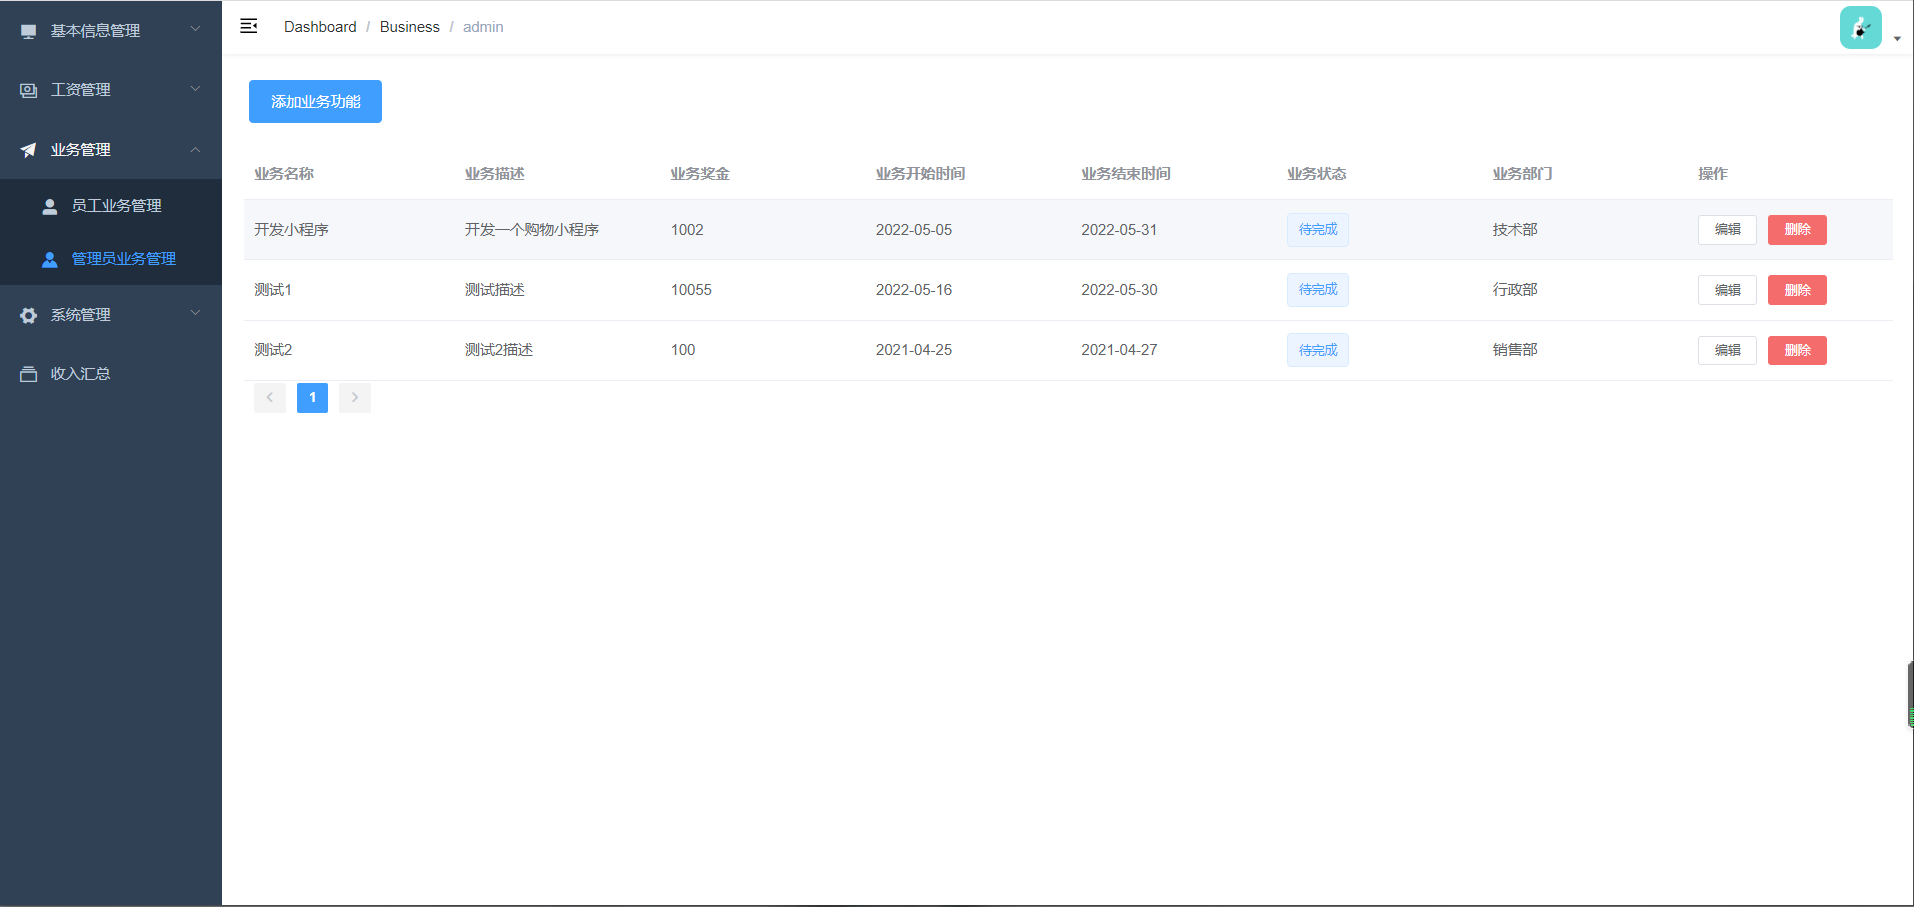 基本信息管理
工资管理
业务管理
员工业务管理
管理员业务管理
系统管理
收入汇总
Dashboard / Business / admin
添加业务功能
业务名称 业务描述 业务奖金 业务开始时间 业务结束时间 业务状态 业务部门 操作
开发小程序 开发一个购物小程序 1002 2022-05-05 2022-05-31 待完成 技术部 编辑 删除
测试1 测试描述 10055 2022-05-16 2022-05-30 待完成 行政部 编辑 删除
测试2 测试2描述 100 2021-04-25 2021-04-27 待完成 销售部 编辑 删除
1